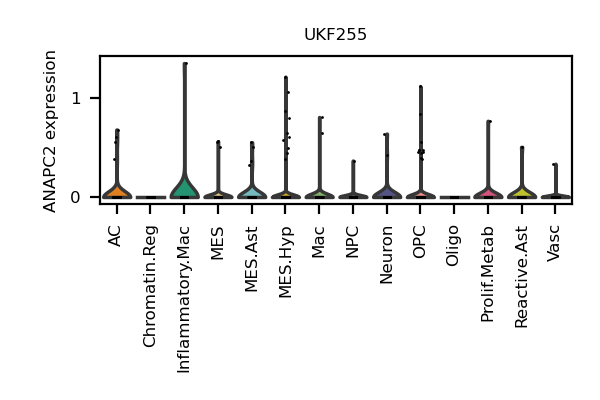 UKF255
ANAPC2 expression
1
0
AC
Chromatin.Reg
Inflammatory.Mac
MES
MES.Ast
MES.Hyp
Mac
NPC
Neuron
OPC
Oligo
Prolif.Metab
Reactive.Ast
Vasc